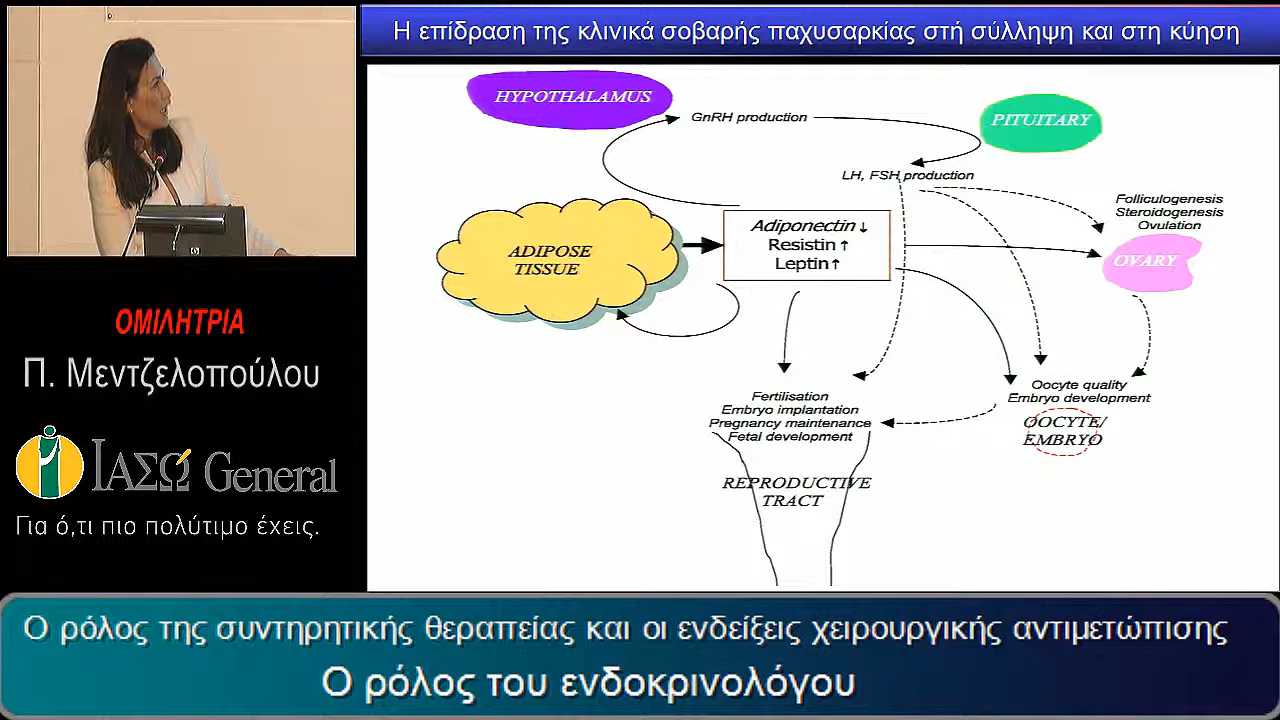 Η επίδραση της κλινικά σοβαρής παχυσαρκίας στή σύλληψη και στη κύηση
HYPOTHALAMUS
GnRH production
PITUITARY
LH, FSH production
Folliculogenesis
Steroidogenesis
Ovulation
ADIPOSE
TISSUE
Adiponectin ↓
Resistin ↑
Leptin ↑
OVARY
Fertilisation
Embryo implantation
Pregnancy maintenance
Fetal development
Oocyte quality
Embryo development
OOCYTE/
EMBRYO
REPRODUCTIVE
TRACT
ΟΜΙΛΗΤΡΙΑ
Π. Μεντζελοπούλου
ΙΑΣΩ General
Για ό,τι πιο πολύτιμο έχεις.
Ο ρόλος της συντηρητικής θεραπείας και οι ενδείξεις χειρουργικής αντιμετώπισης
Ο ρόλος του ενδοκρινολόγου